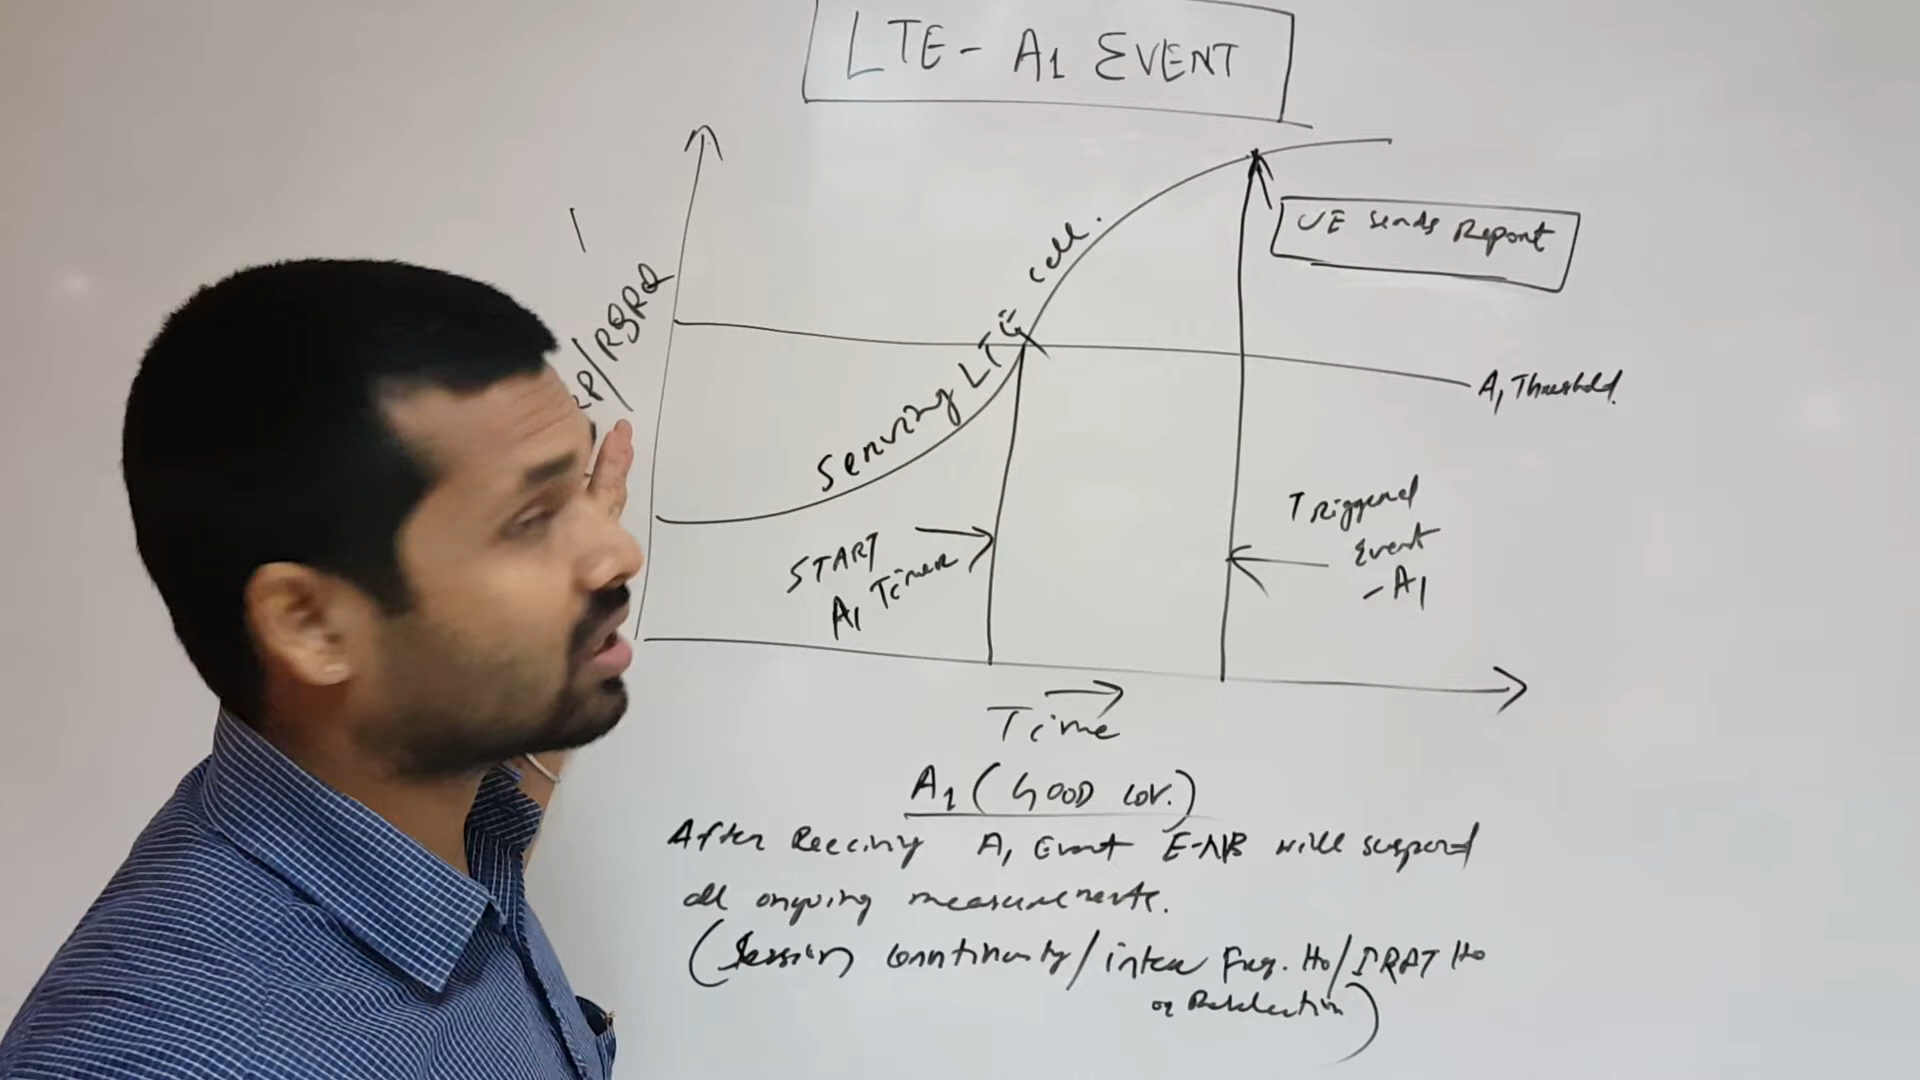 LTE - A1 EVENT
UE sends Report
RP/RSRQ
Serving LTE cell.
A1 Threshold.
START
A1 Timer
Triggered
Event
- A1
Time
A1 (GOOD COV.)
After Receiving A1 Event E-NB will suspend
all ongoing measurements.
(Session Continuity / inter Freq. Ho / IRAT Ho
or Reselection)